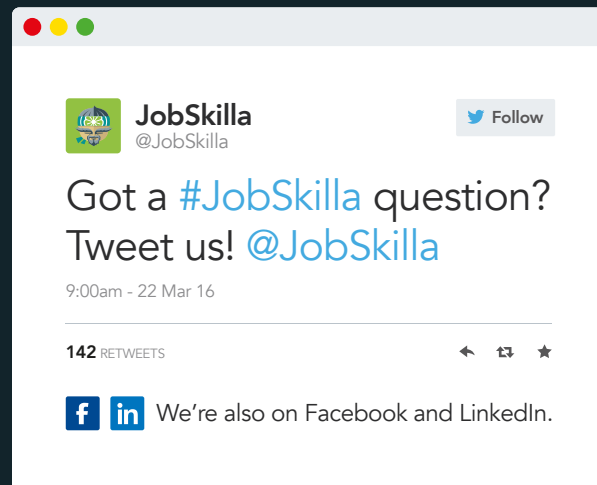 JobSkilla
@JobSkilla
Follow
Got a #JobSkilla question?
Tweet us! @JobSkilla
9:00am - 22 Mar 16
142 RETWEETS
f in We’re also on Facebook and LinkedIn.